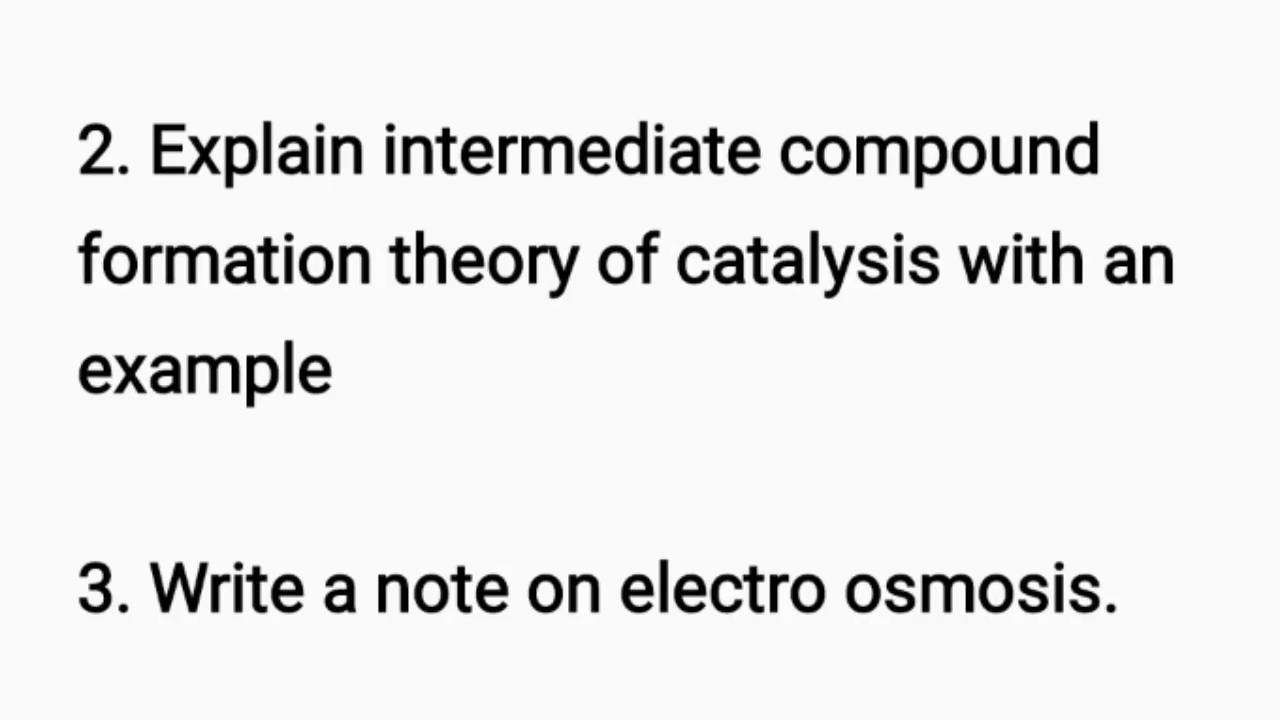 2. Explain intermediate compound
formation theory of catalysis with an
example
3. Write a note on electro osmosis.